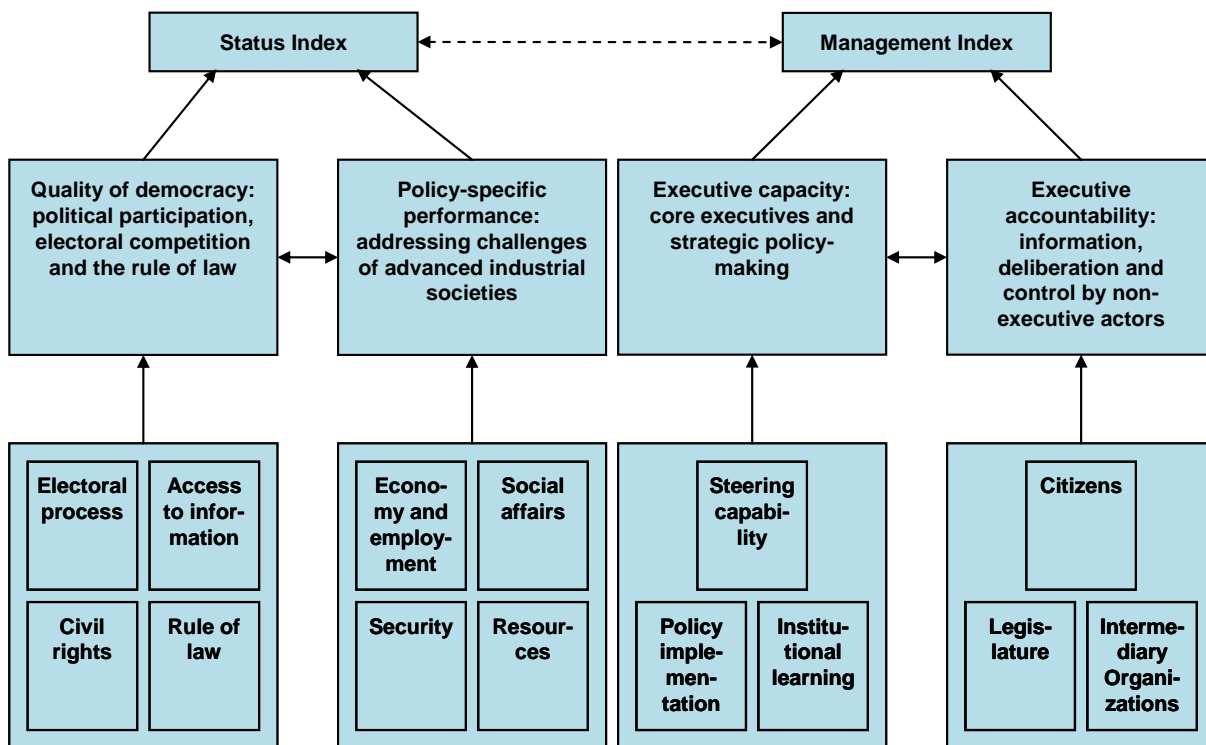 Status Index
Management Index
Quality of democracy:
political participation,
electoral competition
and the rule of law
Policy-specific
performance:
addressing challenges
of advanced industrial
societies
Executive capacity:
core executives and
strategic policy-
making
Executive
accountability:
information,
deliberation and
control by non-
executive actors
Electoral
process
Access
to infor-
mation
Civil
rights
Rule of
law
Econo-
my and
employ-
ment
Social
affairs
Security
Resour-
ces
Steering
capabi-
lity
Policy
imple-
men-
tation
Institu-
tional
learning
Citizens
Legis-
lature
Interme-
diary
Organi-
zations